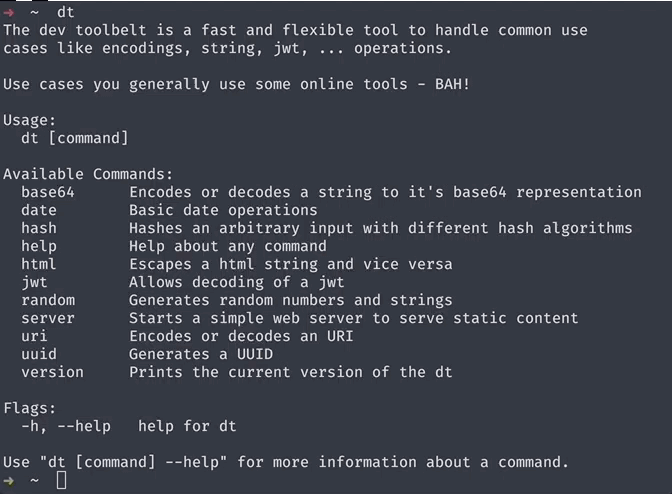 ➜ ~ dt
The dev toolbelt is a fast and flexible tool to handle common use
cases like encodings, string, jwt, ... operations.
Use cases you generally use some online tools - BAH!
Usage:
dt [command]
Available Commands:
base64 Encodes or decodes a string to it's base64 representation
date Basic date operations
hash Hashes an arbitrary input with different hash algorithms
help Help about any command
html Escapes a html string and vice versa
jwt Allows decoding of a jwt
random Generates random numbers and strings
server Starts a simple web server to serve static content
uri Encodes or decodes an URI
uuid Generates a UUID
version Prints the current version of the dt
Flags:
-h, --help help for dt
Use "dt [command] --help" for more information about a command.
➜ ~